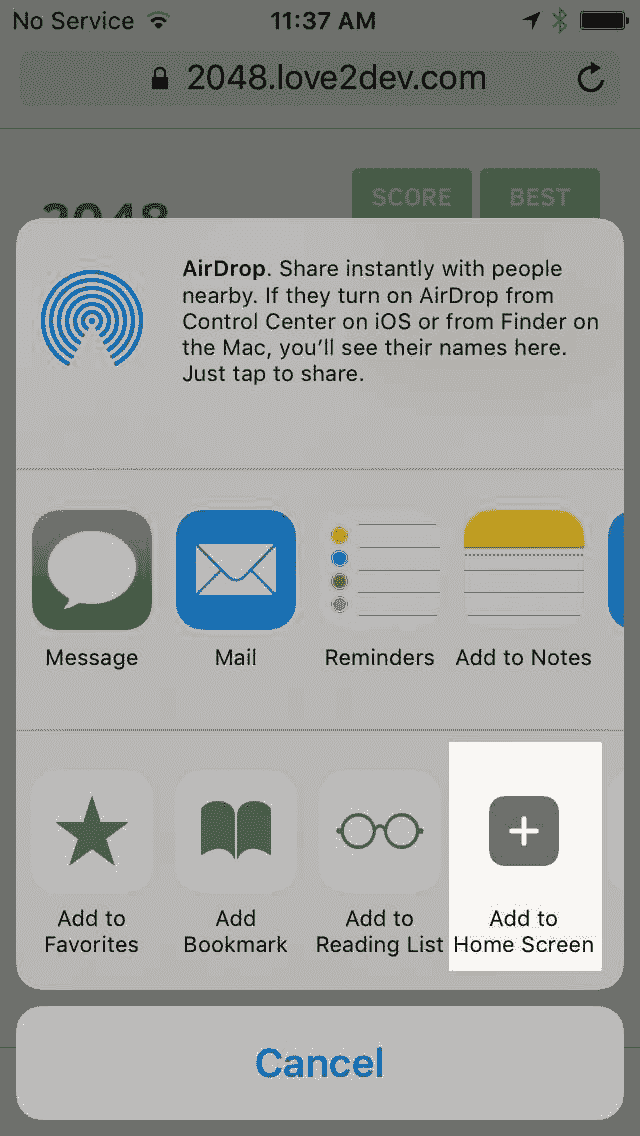 No Service 11:37 AM
2048.love2dev.com
2048 SCORE BEST
AirDrop. Share instantly with people
nearby. If they turn on AirDrop from
Control Center on iOS or from Finder on
the Mac, you'll see their names here.
Just tap to share.
Message Mail Reminders Add to Notes
Add to Favorites
Add Bookmark
Add to Reading List
Add to Home Screen
Cancel